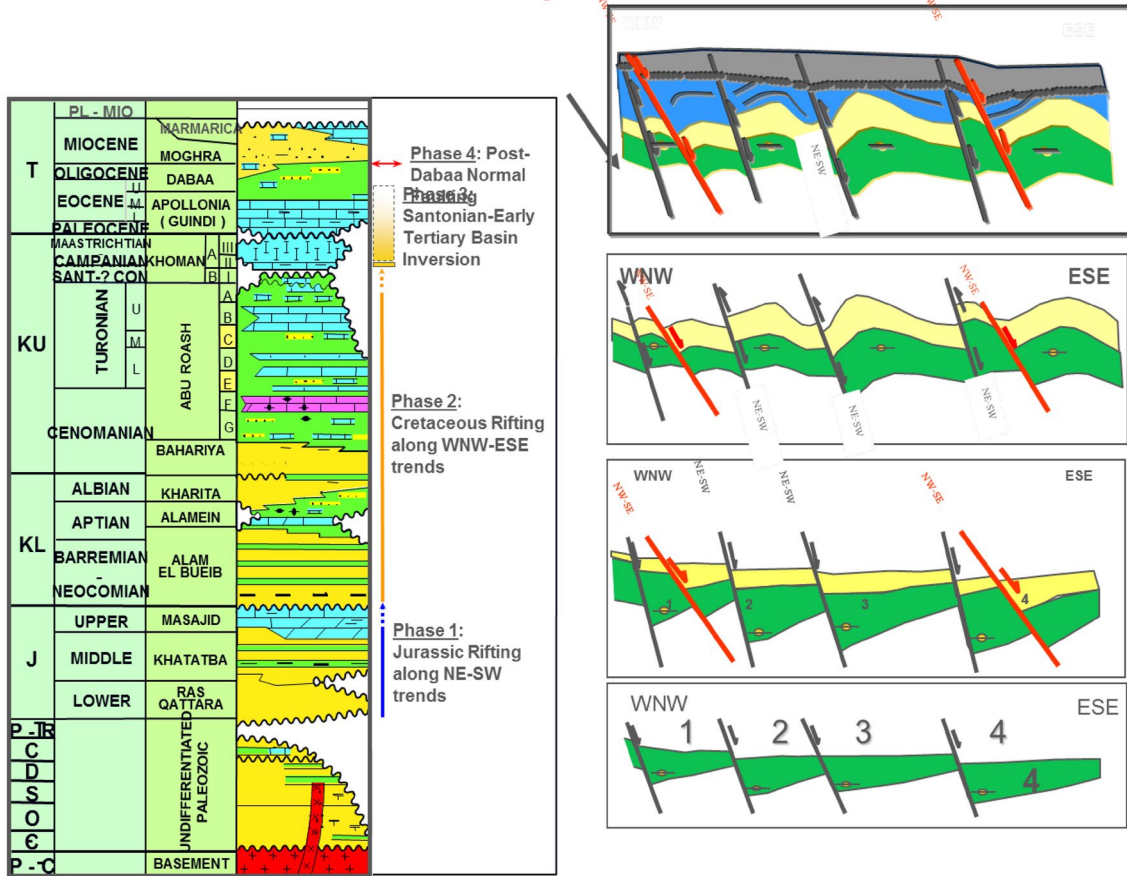 PL - MIO
MARMARICA
MIOCENE
MOGHRA
T
OLIGOCENE
DABAA
U
EOCENE
M
APOLLONIA
( GUINDI )
L
PALEOCENE
MAASTRICHTIAN
-
CAMPANIAN
SANT-? CON
KHOMAN
A
III
II
B
I
KU
TURONIAN
U
M
L
CENOMANIAN
ABU ROASH
A
B
C
D
E
F
G
BAHARIYA
KL
ALBIAN
KHARITA
APTIAN
ALAMEIN
BARREMIAN
-
NEOCOMIAN
ALAM
EL BUEIB
J
UPPER
MASAJID
MIDDLE
KHATATBA
LOWER
RAS
QATTARA
P - TR
C
D
S
O
Є
P - Ꞓ
UNDIFFERENTIATED
PALEOZOIC
BASEMENT
Phase 4: Post-
Dabaa Normal
Faulting
Phase 3:
Santonian-Early
Tertiary Basin
Inversion
Phase 2:
Cretaceous Rifting
along WNW-ESE
trends
Phase 1:
Jurassic Rifting
along NE-SW
trends
NW-SE
NW-SE
WNW
ESE
NE-SW
WNW
ESE
NW-SE
NW-SE
NE-SW
NE-SW
NE-SW
WNW
ESE
NW-SE
NE-SW
NE-SW
NW-SE
1
2
3
4
WNW
ESE
1
2
3
4
4